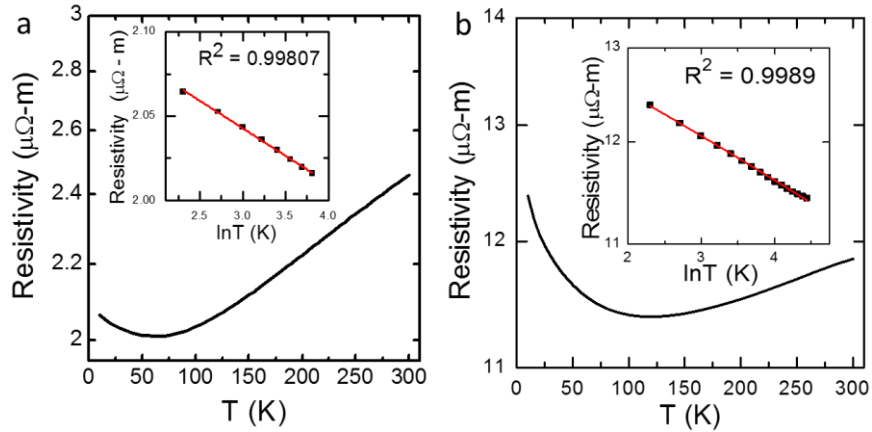 a
3
2.8
2.6
2.4
2.2
2
Resistivity (μΩ-m)
0 50 100 150 200 250 300
T (K)
2.10
2.05
2.00
Resistivity (μΩ - m)
R² = 0.99807
2.5 3.0 3.5 4.0
lnT (K)
b
14
13
12
11
Resistivity (μΩ-m)
0 50 100 150 200 250 300
T (K)
13
12
11
Resistivity (μΩ-m)
R² = 0.9989
2 3 4
lnT (K)